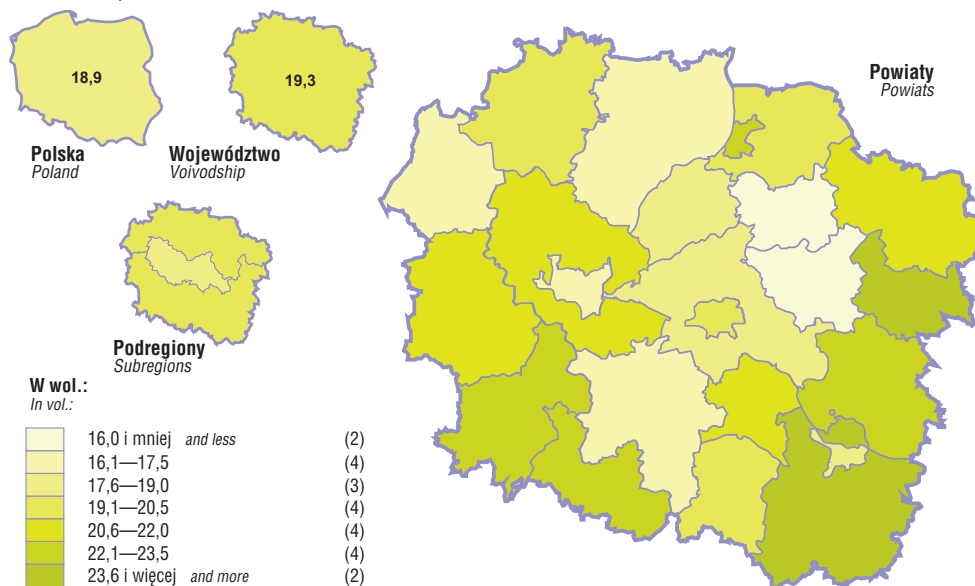 18,9
19,3
Polska
Poland
Województwo
Voivodship
Powiaty
Powiats
Podregiony
Subregions
W wol.:
In vol.:
16,0 i mniej and less (2)
16,1—17,5 (4)
17,6—19,0 (3)
19,1—20,5 (4)
20,6—22,0 (4)
22,1—23,5 (4)
23,6 i więcej and more (2)